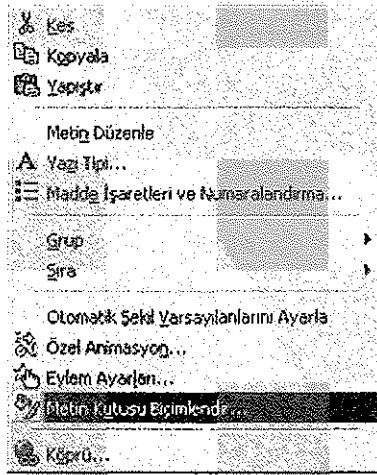 Kes
Kopyala
Yapıştır
Metin Düzenle
Yazı Tipi...
Madde İşaretleri ve Numaralandırma...
Grup
Sıra
Otomatik Şekil Varsayılanlarını Ayarla
Özel Animasyon...
Eylem Ayarları...
Metin Kutusu Biçimlendir...
Köprü...